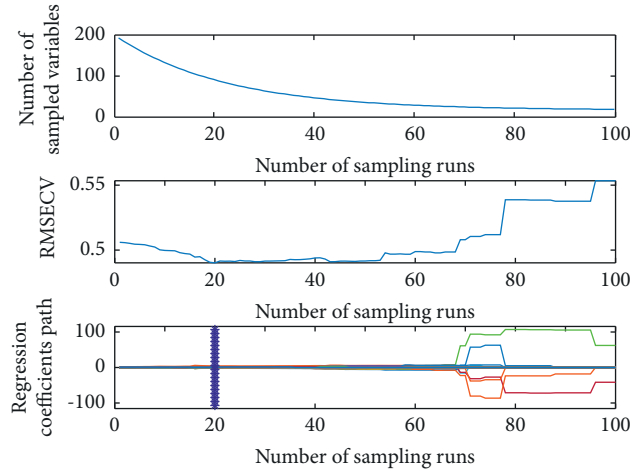 Number of
sampled variables
200
100
0
0 20 40 60 80 100
Number of sampling runs
RMSECV
0.55
0.5
0 20 40 60 80 100
Number of sampling runs
Regression
coefficients path
100
0
-100
0 20 40 60 80 100
Number of sampling runs